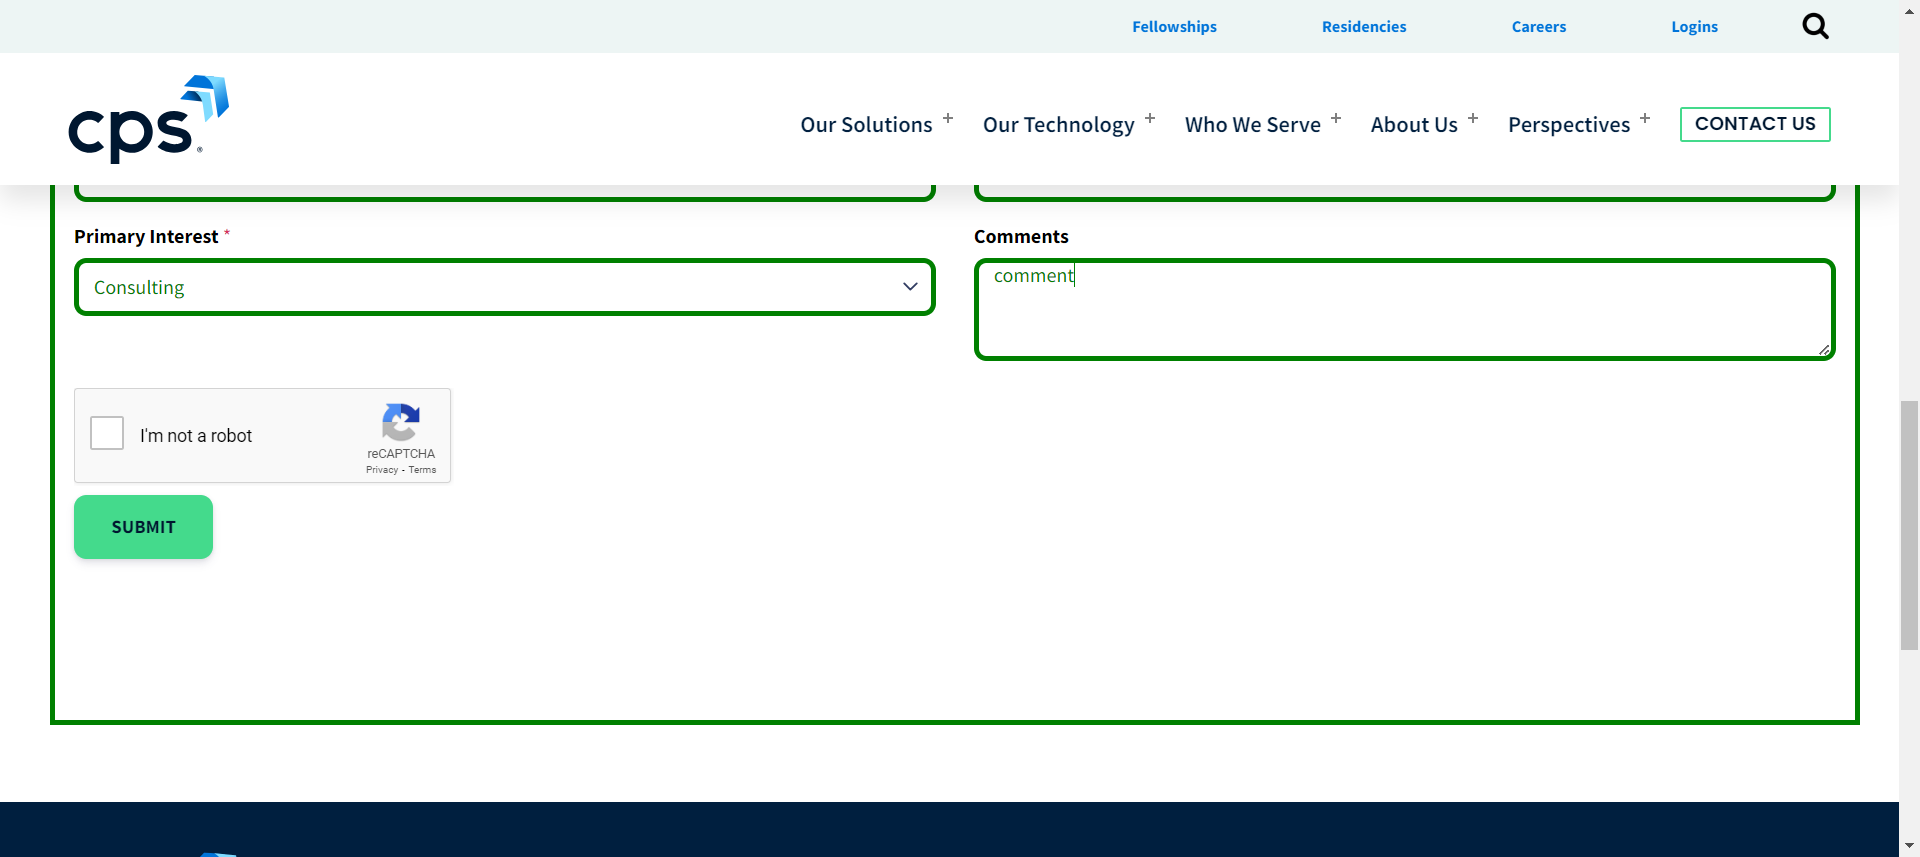 Fellowships Residencies Careers Logins
cps®
Our Solutions + Our Technology + Who We Serve + About Us + Perspectives + CONTACT US
Primary Interest * Comments
Consulting comment
I'm not a robot
reCAPTCHA
Privacy - Terms
SUBMIT